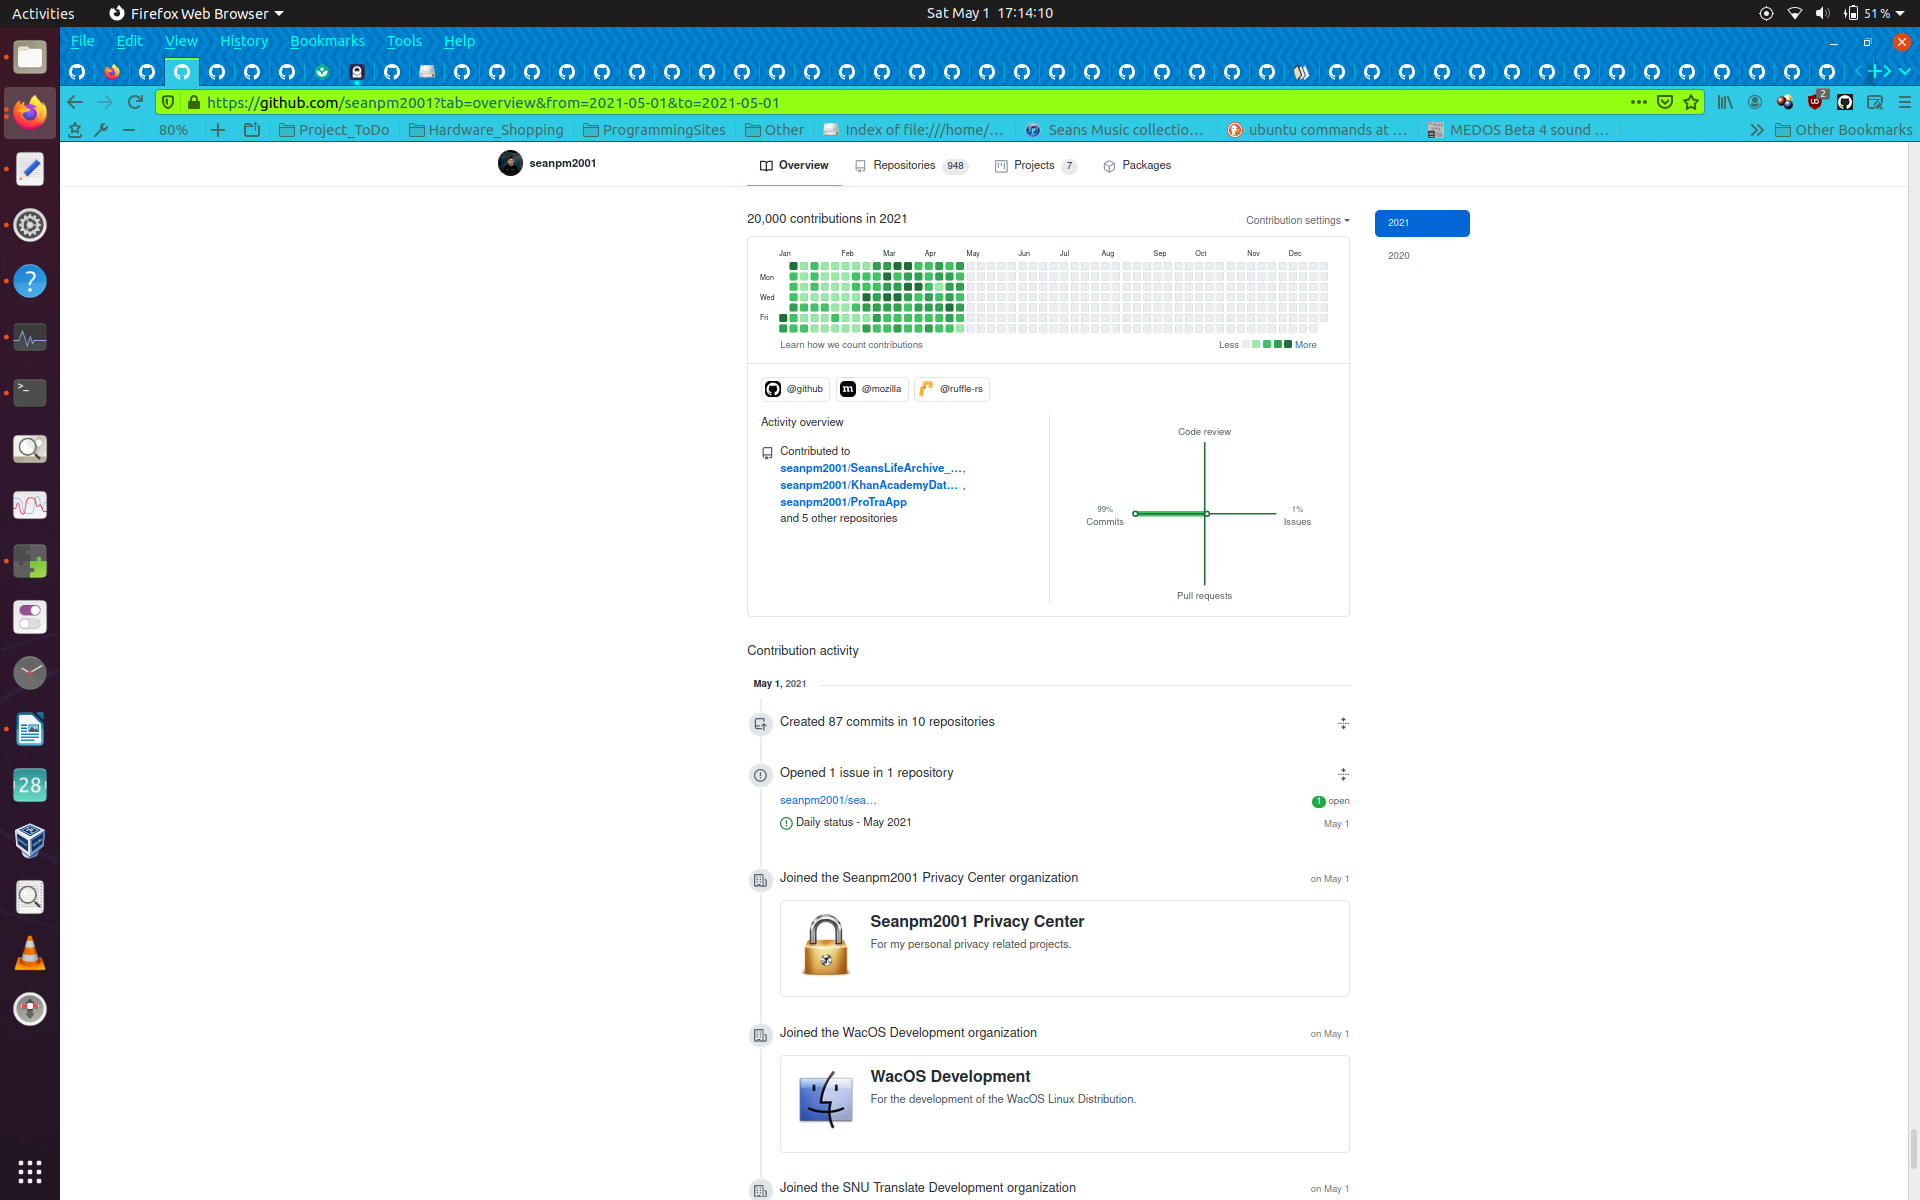 Activities
Firefox Web Browser
Sat May 1 17:14:10
51 %
File Edit View History Bookmarks Tools Help
https://github.com/seanpm2001?tab=overview&from=2021-05-01&to=2021-05-01
2
80%
Project_ToDo
Hardware_Shopping
ProgrammingSites
Other
Index of file:///home/...
Seans Music collectio...
ubuntu commands at ...
MEDOS Beta 4 sound ...
Other Bookmarks
seanpm2001
Overview
Repositories 948
Projects 7
Packages
20,000 contributions in 2021
Contribution settings
2021
2020
Jan Feb Mar Apr May Jun Jul Aug Sep Oct Nov Dec
Mon
Wed
Fri
Learn how we count contributions
Less More
@github
@mozilla
@ruffle-rs
Activity overview
Contributed to
seanpm2001/SeansLifeArchive_...,
seanpm2001/KhanAcademyDat... ,
seanpm2001/ProTraApp
and 5 other repositories
Code review
99%
Commits
1%
Issues
Pull requests
Contribution activity
May 1, 2021
Created 87 commits in 10 repositories
Opened 1 issue in 1 repository
seanpm2001/sea...
1 open
Daily status - May 2021
May 1
Joined the Seanpm2001 Privacy Center organization
on May 1
Seanpm2001 Privacy Center
For my personal privacy related projects.
Joined the WacOS Development organization
on May 1
WacOS Development
For the development of the WacOS Linux Distribution.
Joined the SNU Translate Development organization
on May 1
28